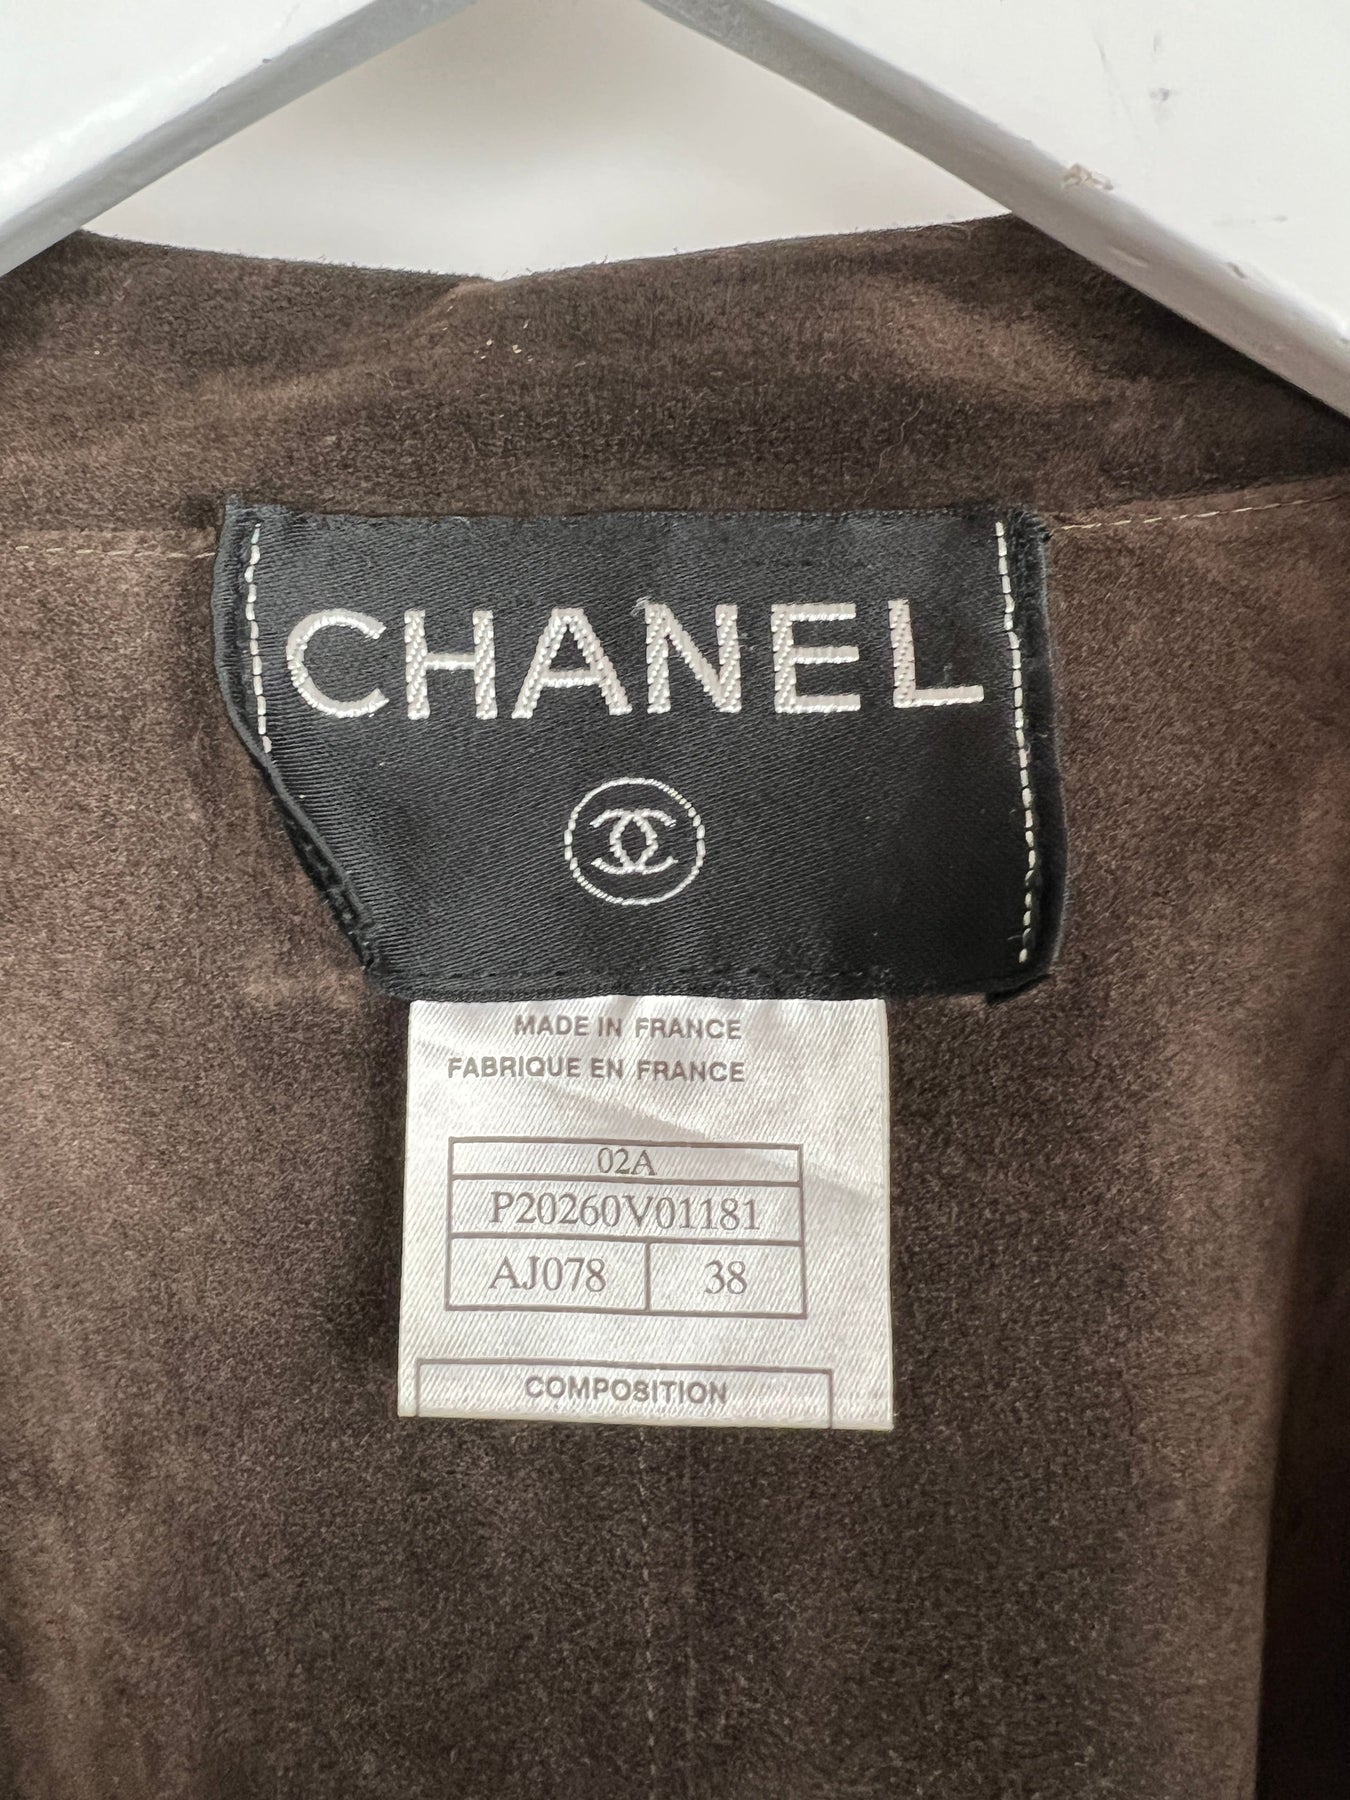 CHANEL
MADE IN FRANCE
FABRIQUE EN FRANCE
02A
P20260V01181
AJ078 38
COMPOSITION